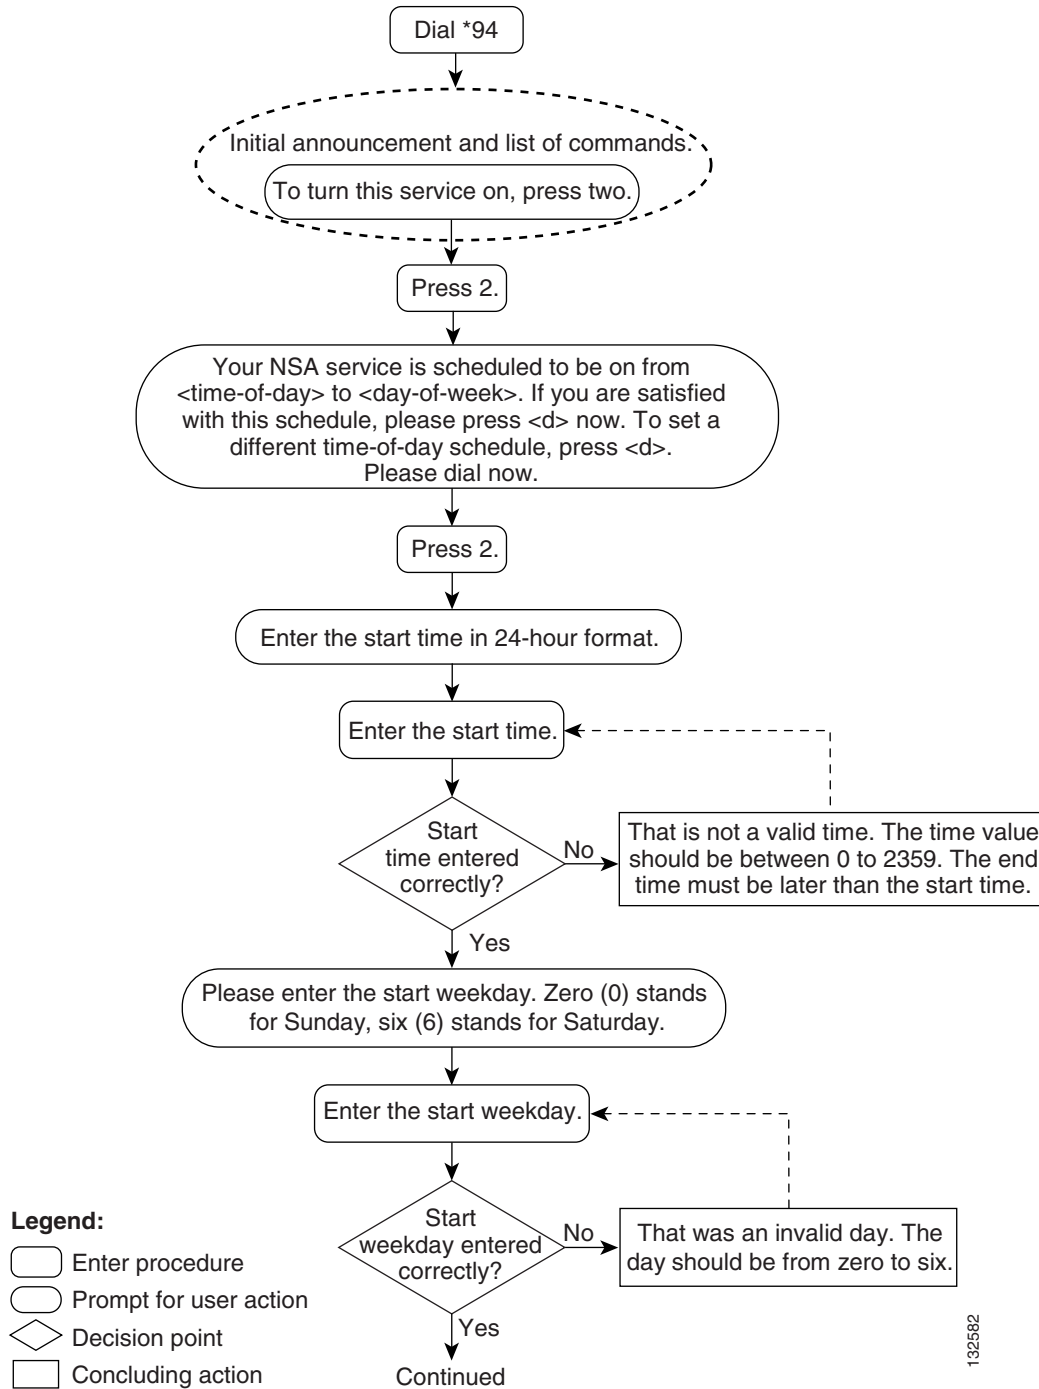 Dial *94
Initial announcement and list of commands.
To turn this service on, press two.
Press 2.
Your NSA service is scheduled to be on from
<time-of-day> to <day-of-week>. If you are satisfied
with this schedule, please press <d> now. To set a
different time-of-day schedule, press <d>.
Please dial now.
Press 2.
Enter the start time in 24-hour format.
Enter the start time.
Start
time entered
correctly?
No
That is not a valid time. The time value
should be between 0 to 2359. The end
time must be later than the start time.
Yes
Please enter the start weekday. Zero (0) stands
for Sunday, six (6) stands for Saturday.
Enter the start weekday.
Start
weekday entered
correctly?
No
That was an invalid day. The
day should be from zero to six.
Yes
Continued
Legend:
Enter procedure
Prompt for user action
Decision point
Concluding action
132582